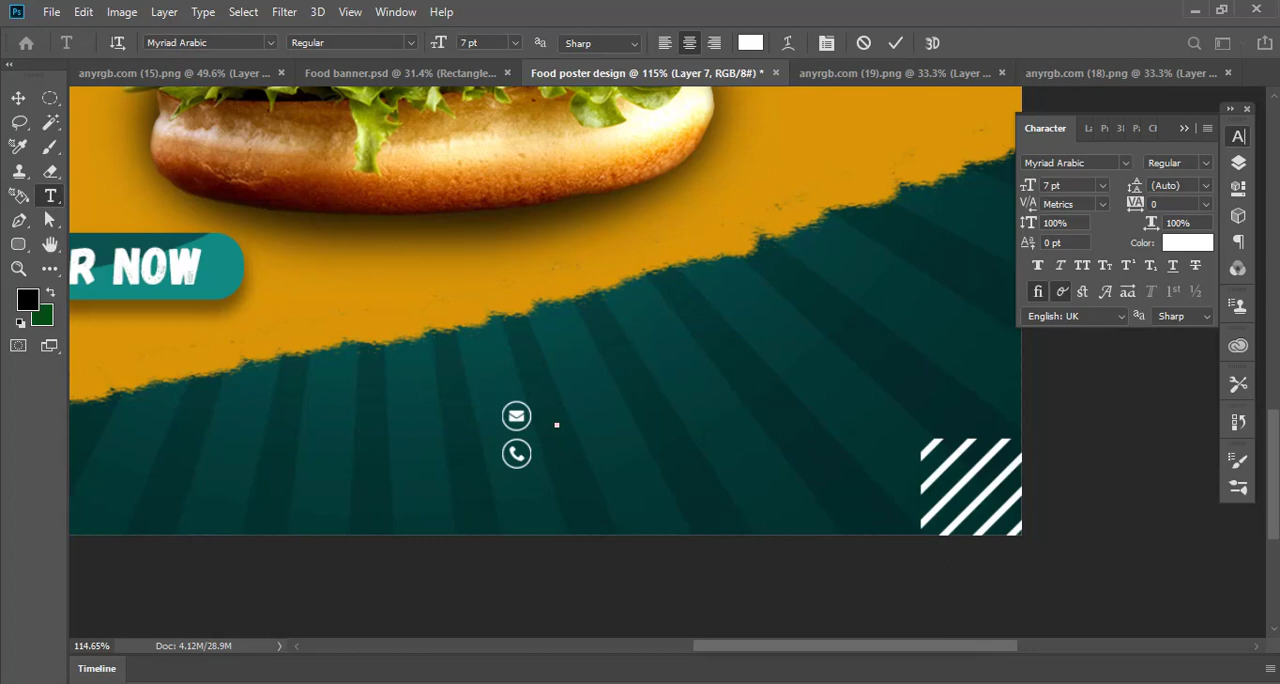 Ps File Edit Image Layer Type Select Filter 3D View Window Help
T Myriad Arabic Regular 7 pt Sharp 3D
anyrgb.com (15).png @ 49.6% (Layer ... × Food banner.psd @ 31.4% (Rectangle... × Food poster design @ 115% (Layer 7, RGB/8#) * × anyrgb.com (19).png @ 33.3% (Layer ... × anyrgb.com (18).png @ 33.3% (Layer ... ×
Character
Myriad Arabic Regular
7 pt (Auto)
Metrics 0
100% 100%
0 pt Color:
English: UK Sharp
R NOW
114.65% Doc: 4.12M/28.9M
Timeline